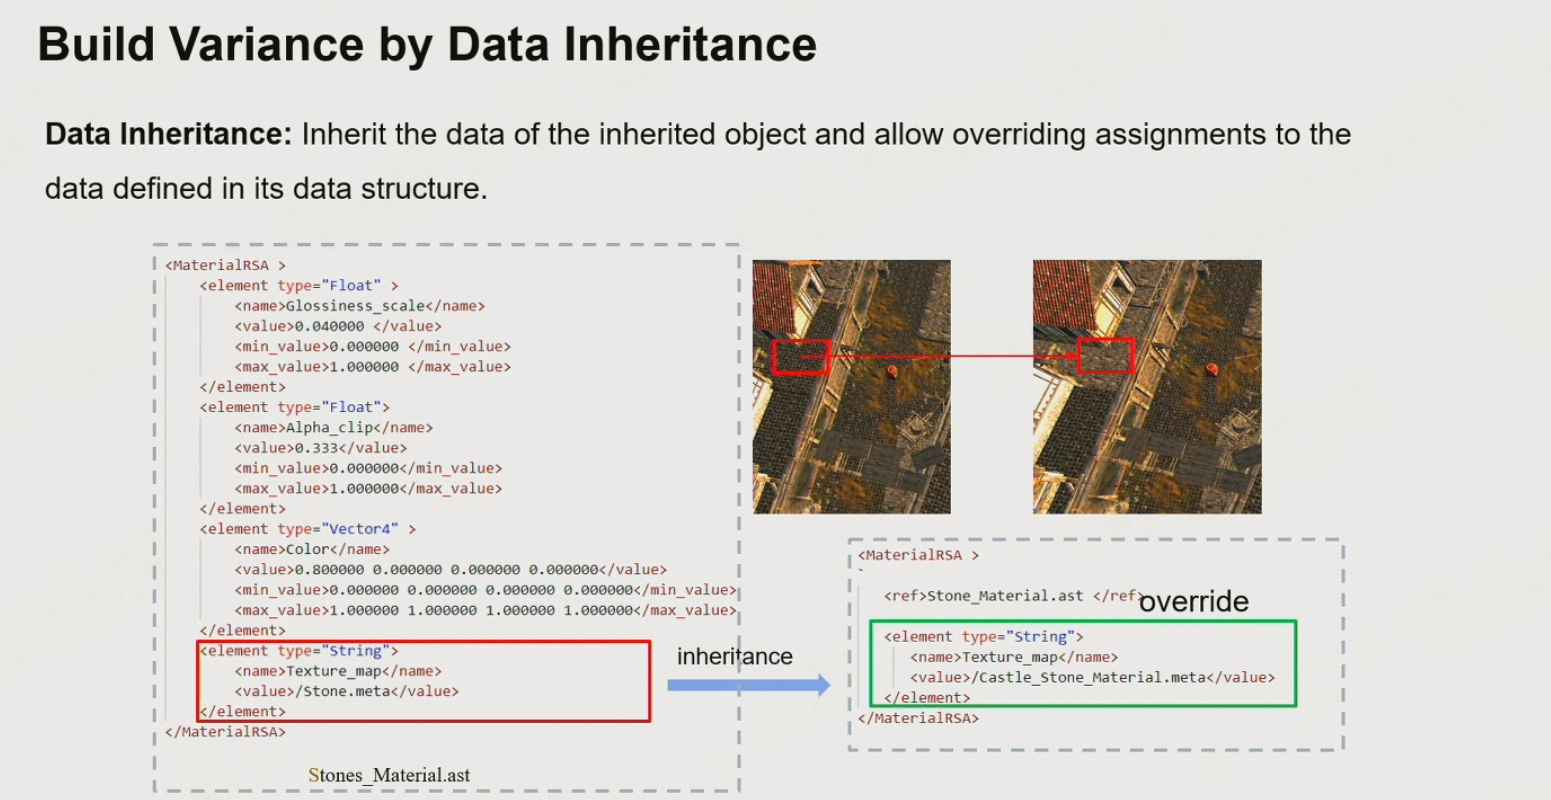 Build Variance by Data Inheritance
Data Inheritance: Inherit the data of the inherited object and allow overriding assignments to the
data defined in its data structure.
<MaterialRSA >
<element type="Float" >
<name>Glossiness_scale</name>
<value>0.040000 </value>
<min_value>0.000000 </min_value>
<max_value>1.000000 </max_value>
</element>
<element type="Float">
<name>Alpha_clip</name>
<value>0.333</value>
<min_value>0.000000</min_value>
<max_value>1.000000</max_value>
</element>
<element type="Vector4" >
<name>Color</name>
<value>0.800000 0.000000 0.000000 0.000000</value>
<min_value>0.000000 0.000000 0.000000 0.000000</min_value>
<max_value>1.000000 1.000000 1.000000 1.000000</max_value>
</element>
<element type="String">
<name>Texture_map</name>
<value>/Stone.meta</value>
</element>
</MaterialRSA>
Stones_Material.ast
inheritance
<MaterialRSA >
<ref>Stone_Material.ast </ref>
override
<element type="String">
<name>Texture_map</name>
<value>/Castle_Stone_Material.meta</value>
</element>
</MaterialRSA>